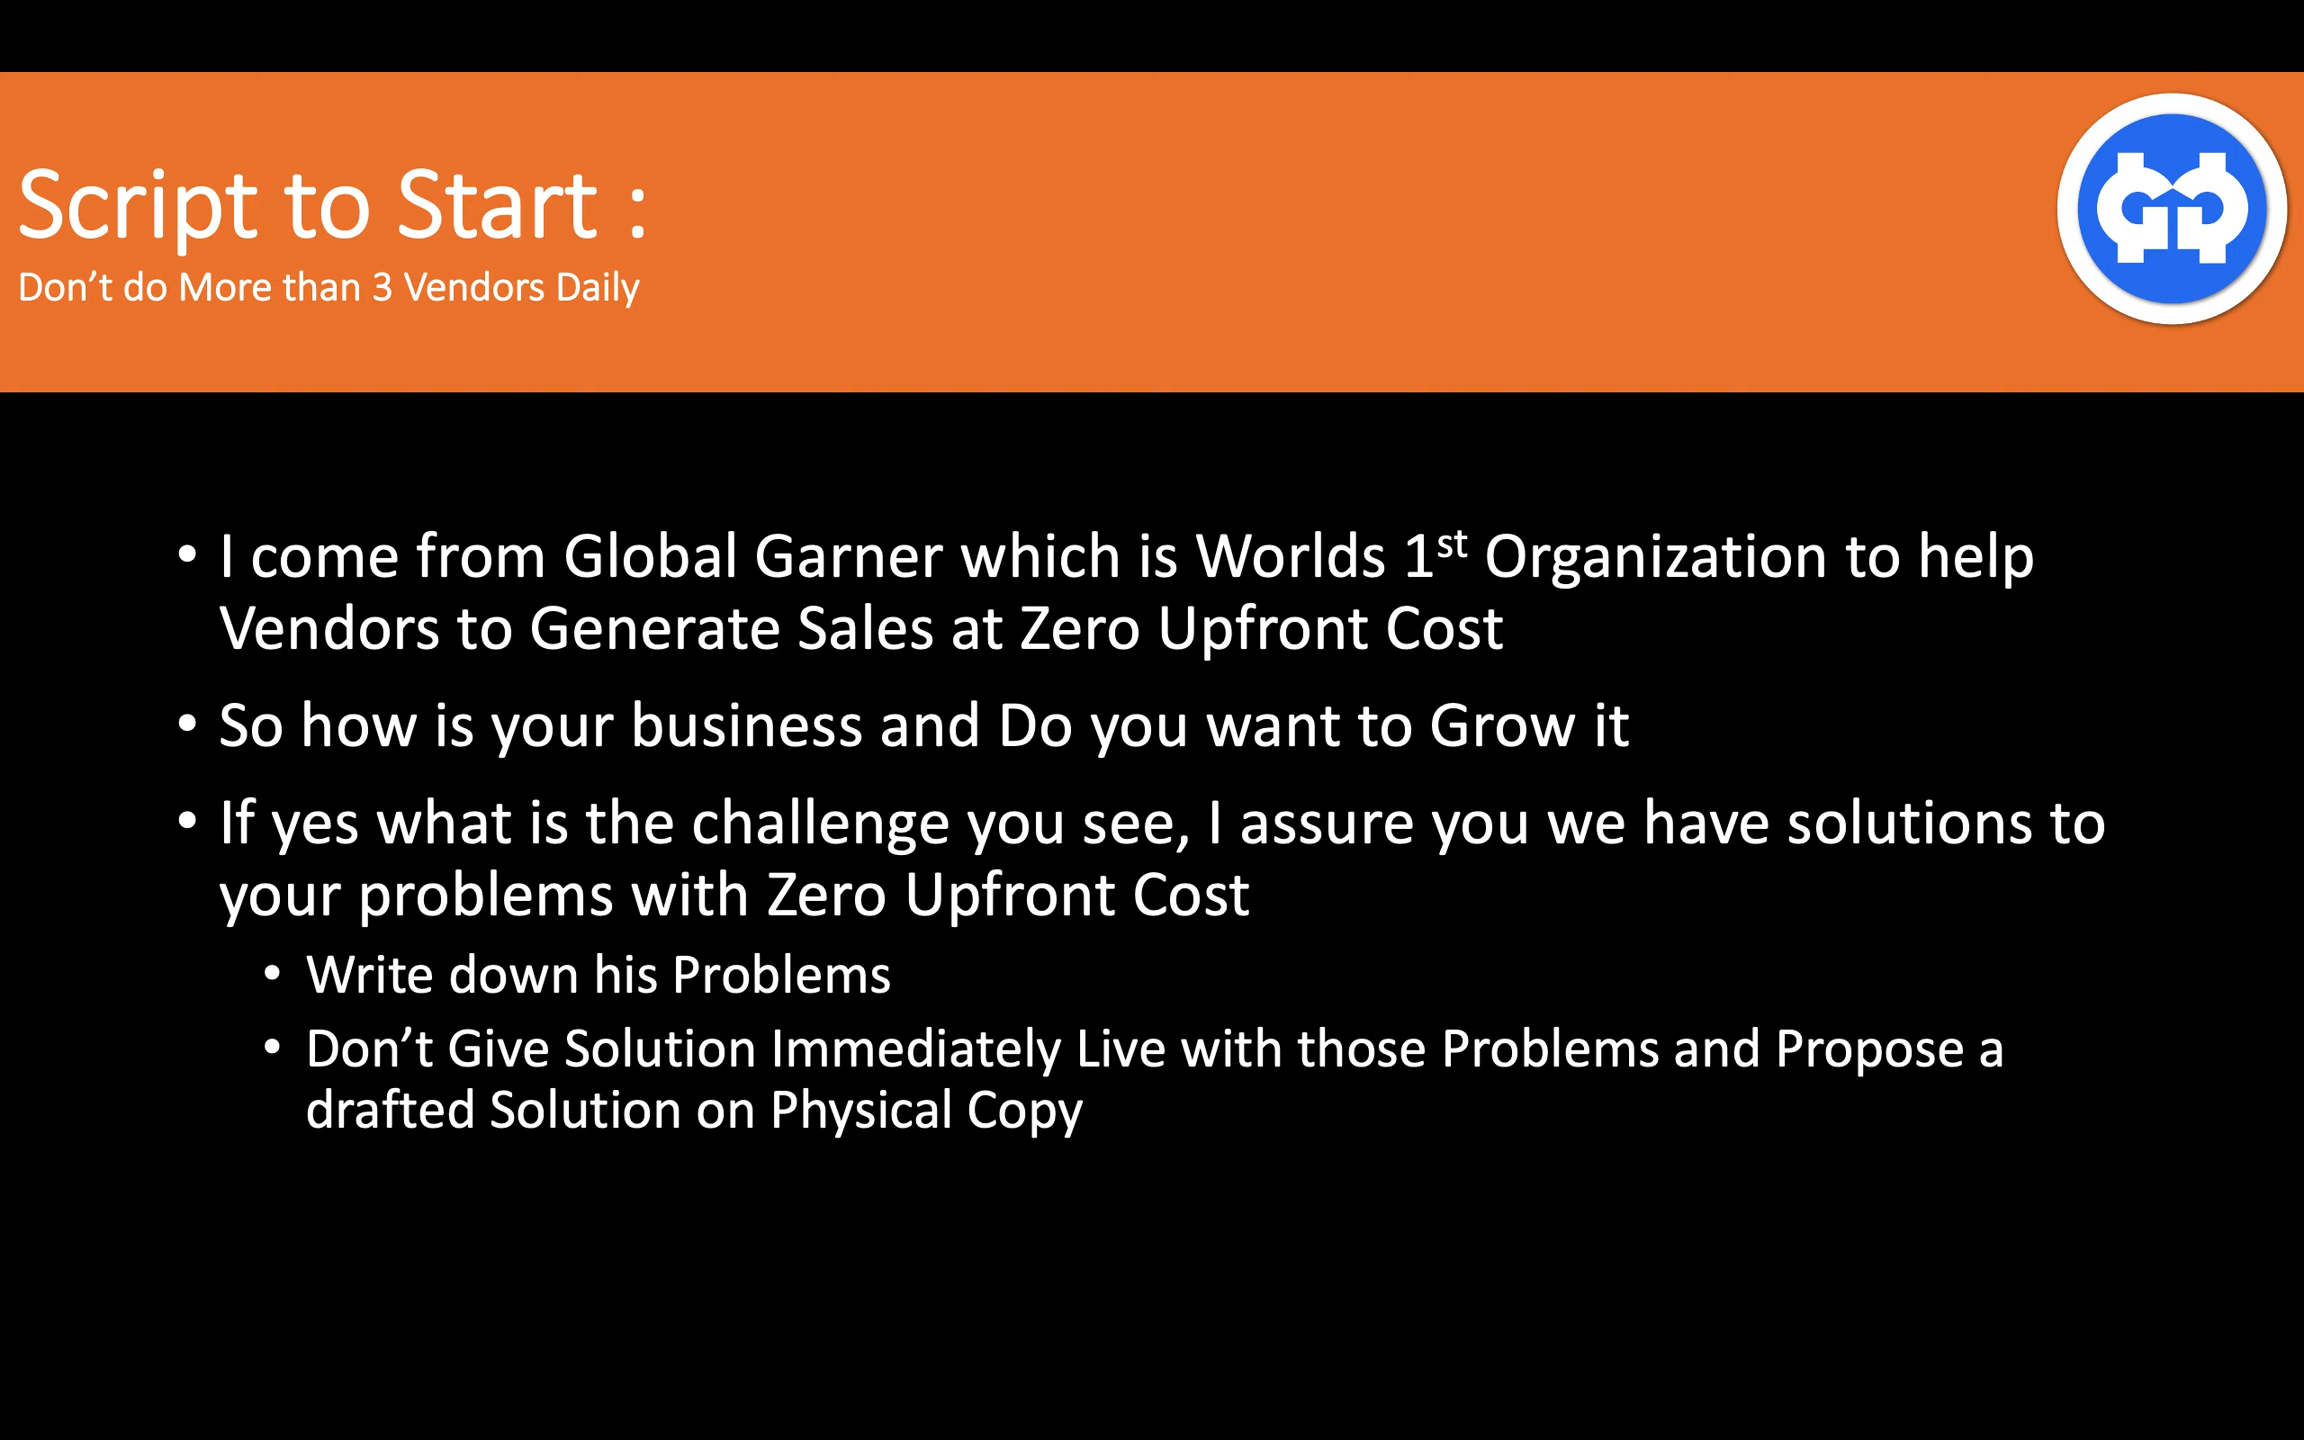 Script to Start :
Don’t do More than 3 Vendors Daily
GG
• I come from Global Garner which is Worlds 1st Organization to help
Vendors to Generate Sales at Zero Upfront Cost
• So how is your business and Do you want to Grow it
• If yes what is the challenge you see, I assure you we have solutions to
your problems with Zero Upfront Cost
• Write down his Problems
• Don’t Give Solution Immediately Live with those Problems and Propose a
drafted Solution on Physical Copy